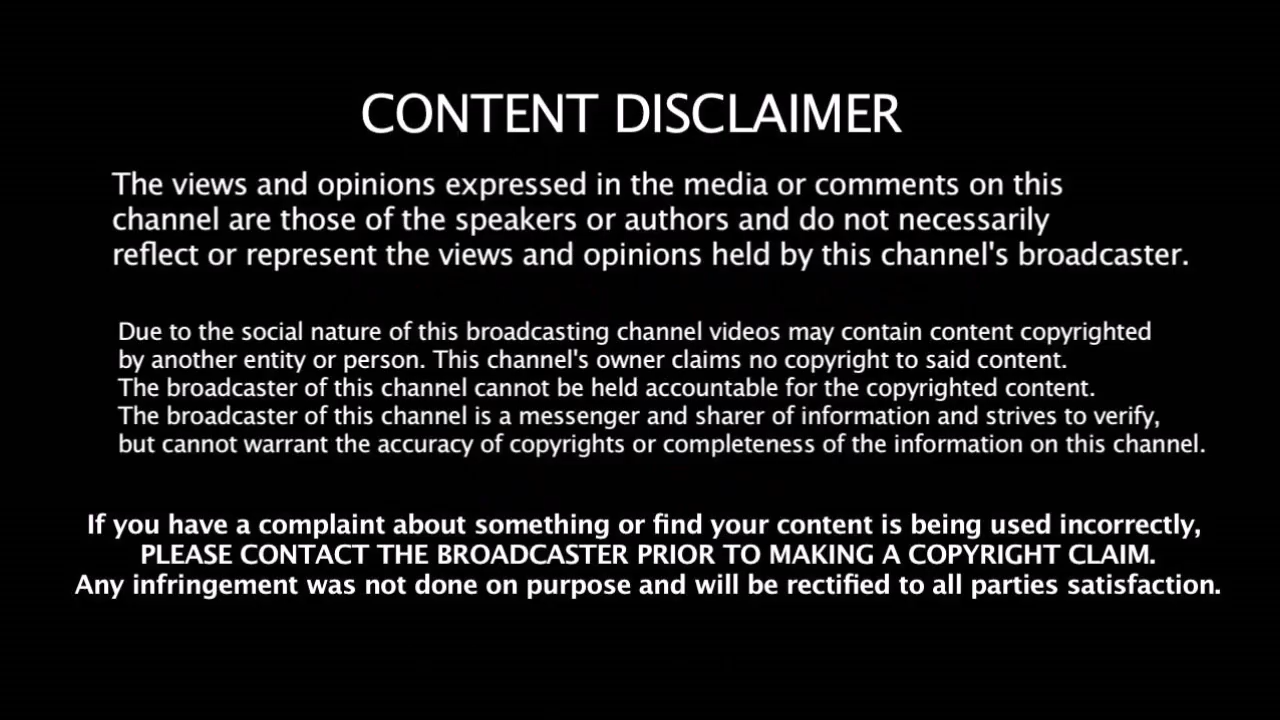 CONTENT DISCLAIMER
The views and opinions expressed in the media or comments on this
channel are those of the speakers or authors and do not necessarily
reflect or represent the views and opinions held by this channel's broadcaster.
Due to the social nature of this broadcasting channel videos may contain content copyrighted
by another entity or person. This channel's owner claims no copyright to said content.
The broadcaster of this channel cannot be held accountable for the copyrighted content.
The broadcaster of this channel is a messenger and sharer of information and strives to verify,
but cannot warrant the accuracy of copyrights or completeness of the information on this channel.
If you have a complaint about something or find your content is being used incorrectly,
PLEASE CONTACT THE BROADCASTER PRIOR TO MAKING A COPYRIGHT CLAIM.
Any infringement was not done on purpose and will be rectified to all parties satisfaction.